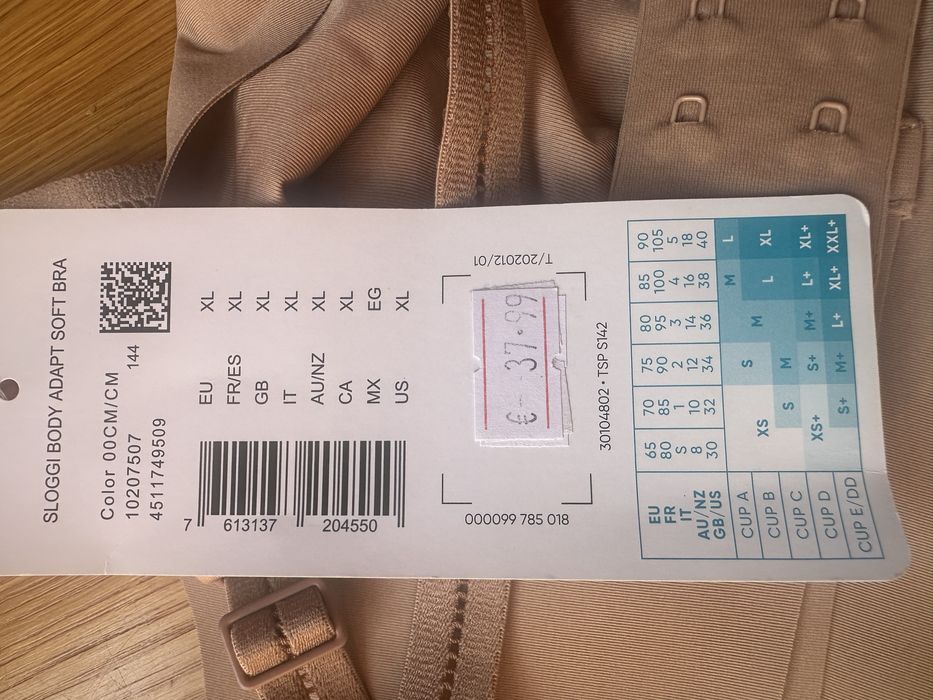 SLOGGI BODY ADAPT SOFT BRA
Color 00CM/CM
10207507 144
4511749509
EU XL
FR/ES XL
GB XL
IT XL
AU/NZ XL
CA XL
MX EG
US XL
7 613137 204550
T/202012/01
€ 37.99
000099 785 018
30104802 • TSP S142
EU 65 70 75 80 85 90
FR 80 85 90 95 100 105
IT S 1 2 3 4 5
AU/NZ 8 10 12 14 16 18
GB/US 30 32 34 36 38 40
CUP A M L
CUP B XS S M L XL
CUP C S M
CUP D XS+ S+ M+ L+ XL+
CUP E/DD S+ M+ L+ XL+ XXL+